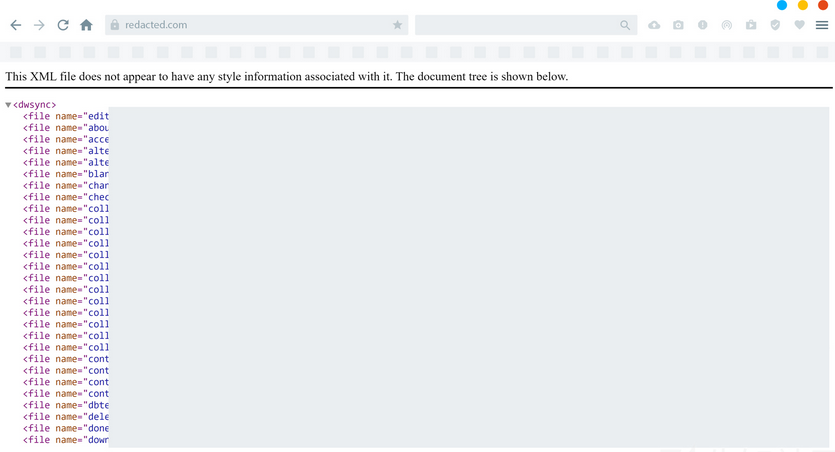 redacted.com
This XML file does not appear to have any style information associated with it. The document tree is shown below.
▼<dwsync>
<file name="edit
<file name="abou
<file name="acce
<file name="alte
<file name="alte
<file name="blan
<file name="chan
<file name="chec
<file name="coll
<file name="coll
<file name="coll
<file name="coll
<file name="coll
<file name="coll
<file name="coll
<file name="coll
<file name="coll
<file name="coll
<file name="coll
<file name="coll
<file name="coll
<file name="cont
<file name="cont
<file name="cont
<file name="cont
<file name="dbte
<file name="dele
<file name="done
<file name="down